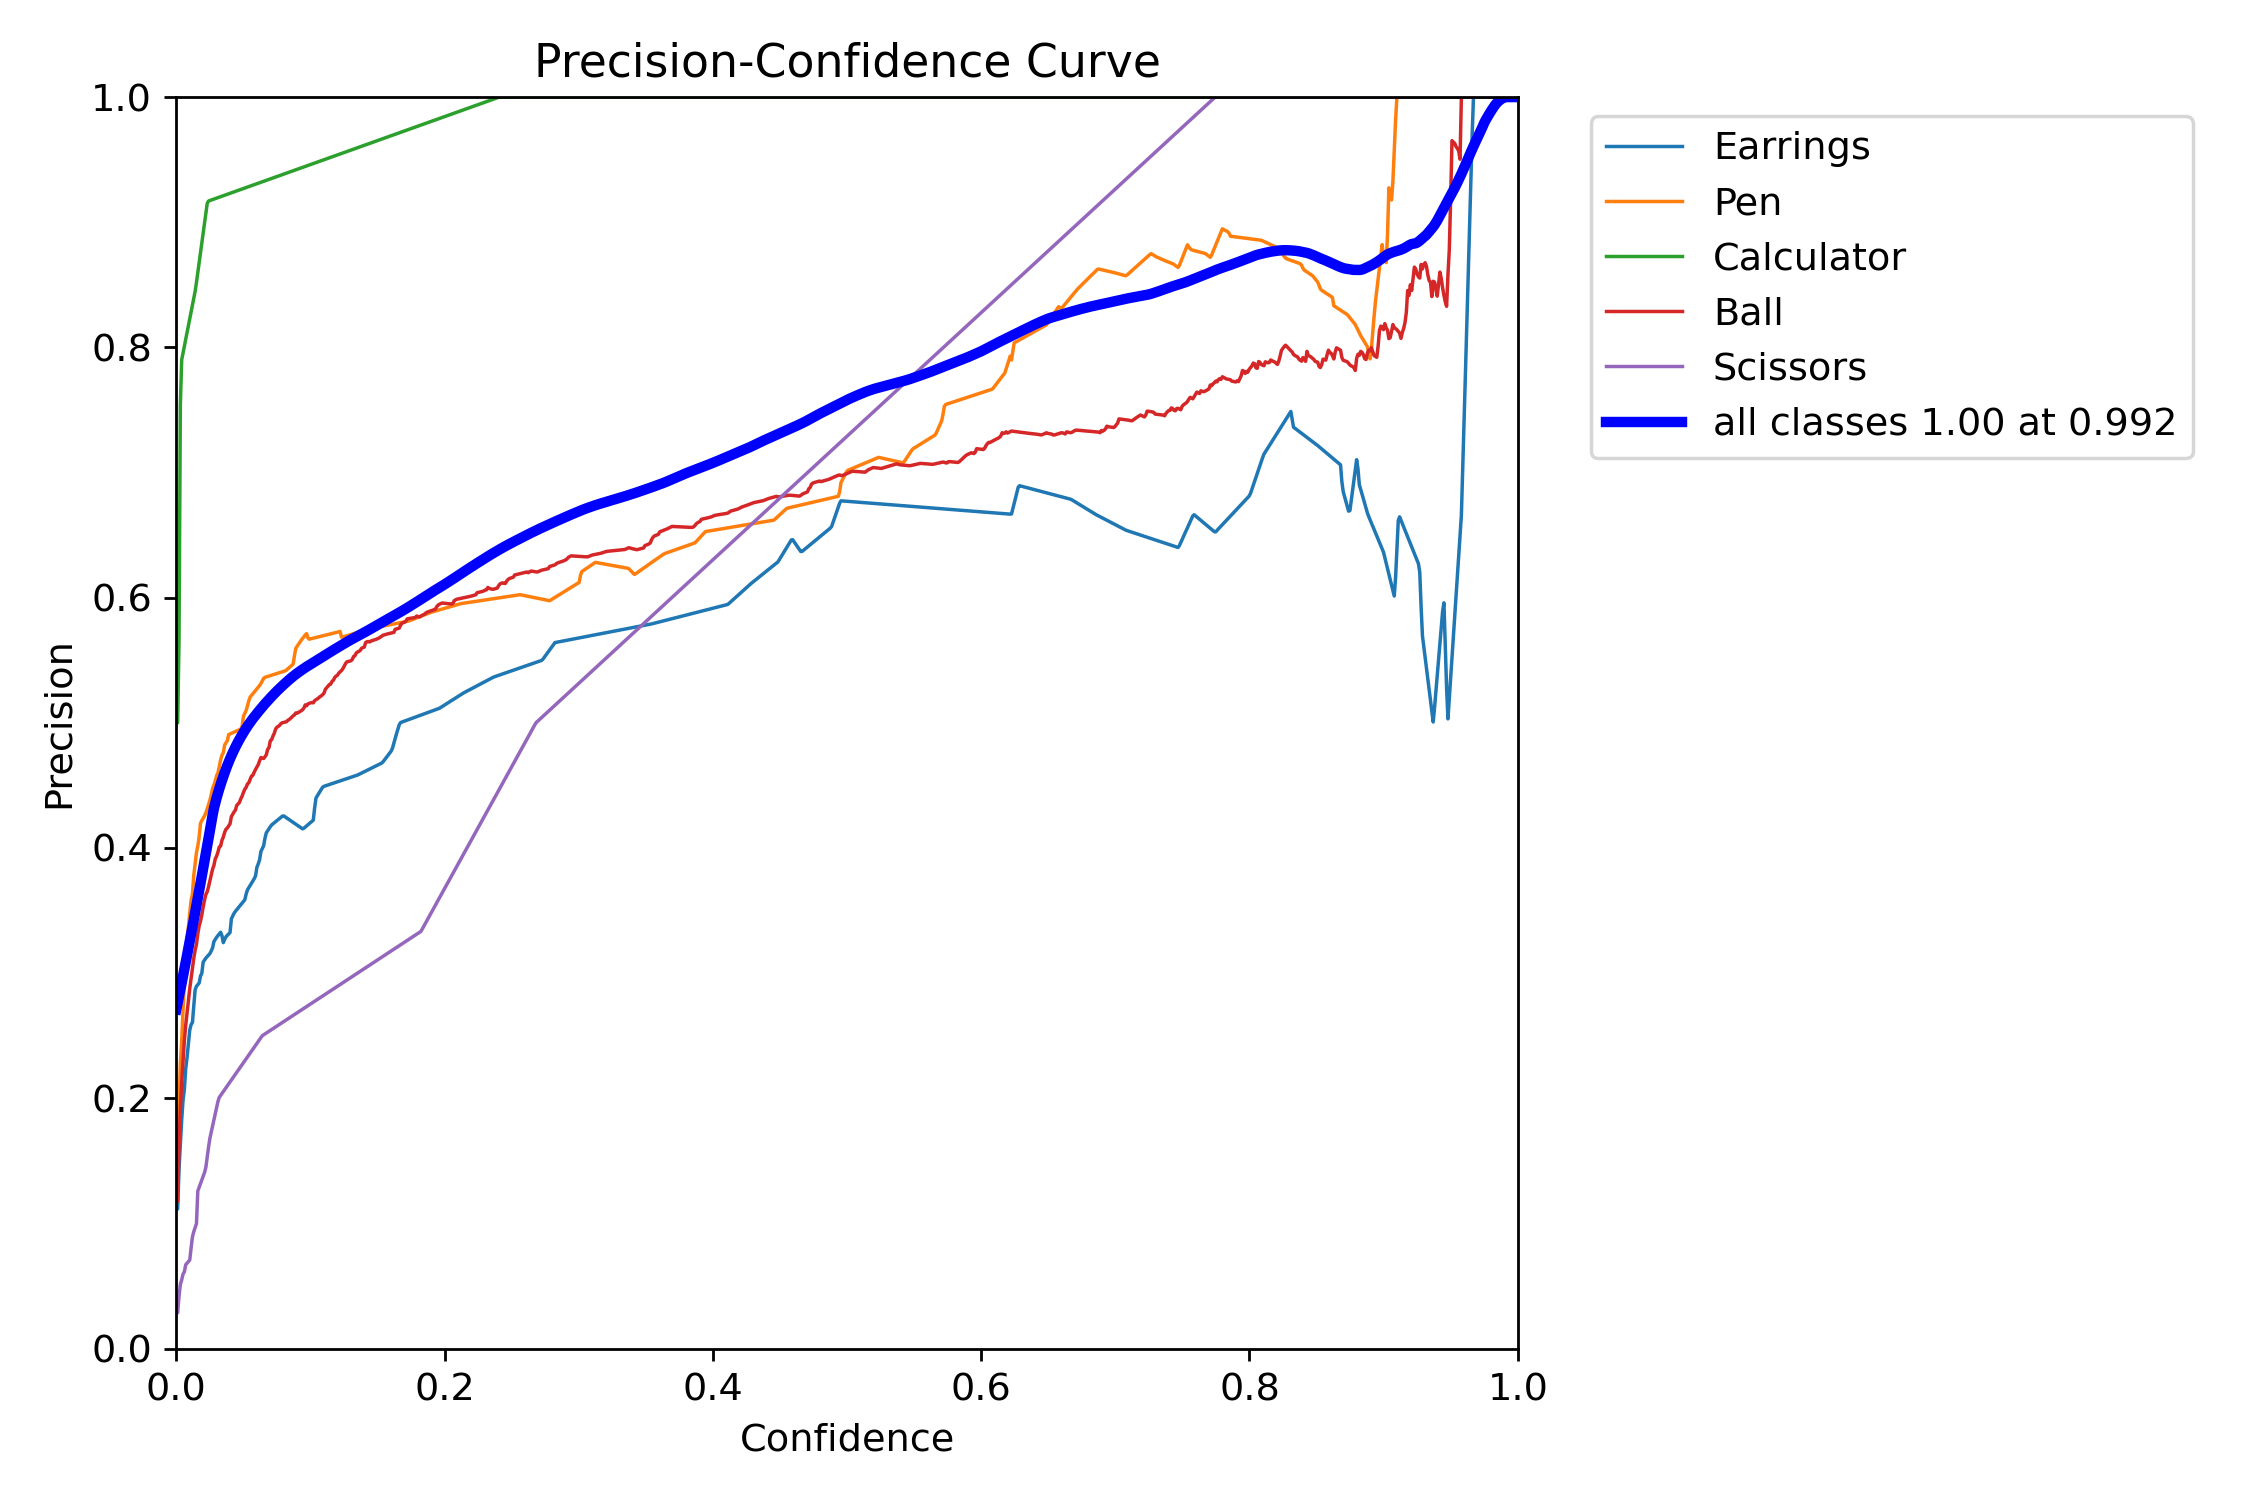 Precision-Confidence Curve
1.0
0.8
0.6
0.4
0.2
0.0
Precision
0.0 0.2 0.4 0.6 0.8 1.0
Confidence
Earrings
Pen
Calculator
Ball
Scissors
all classes 1.00 at 0.992